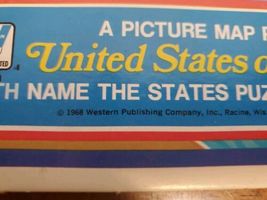 A PICTURE MAP P
United States o
TH NAME THE STATES PUZ
© 1968 Western Publishing Company, Inc., Racine, Wis